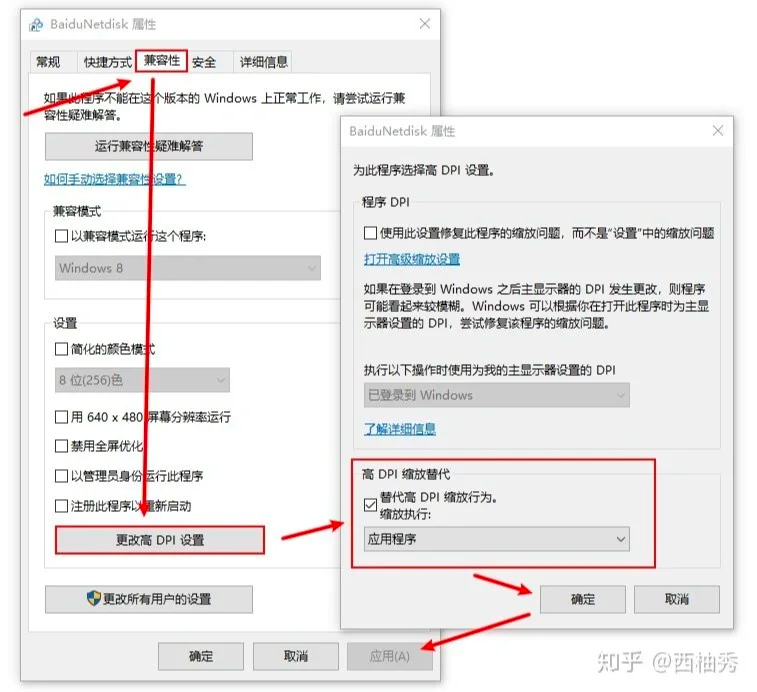 BaiduNetdisk 属性
常规 快捷方式 兼容性 安全 详细信息
如果此程序不能在这个版本的 Windows 上正常工作，请尝试运行兼
容性疑难解答。
运行兼容性疑难解答
如何手动选择兼容性设置?
兼容模式
以兼容模式运行这个程序:
Windows 8
设置
简化的颜色模式
8 位(256)色
用 640 x 480 屏幕分辨率运行
禁用全屏优化
以管理员身份运行此程序
注册此程序以重新启动
更改高 DPI 设置
更改所有用户的设置
确定 取消 应用(A)
BaiduNetdisk 属性
为此程序选择高 DPI 设置。
程序 DPI
使用此设置修复此程序的缩放问题，而不是“设置”中的缩放问题
打开高级缩放设置
如果在登录到 Windows 之后主显示器的 DPI 发生更改，则程序
可能看起来较模糊。Windows 可以根据你在打开此程序时为主显
示器设置的 DPI，尝试修复该程序的缩放问题。
执行以下操作时使用为我的主显示器设置的 DPI
已登录到 Windows
了解详细信息
高 DPI 缩放替代
替代高 DPI 缩放行为。
缩放执行:
应用程序
确定 取消
知乎 @西柚秀